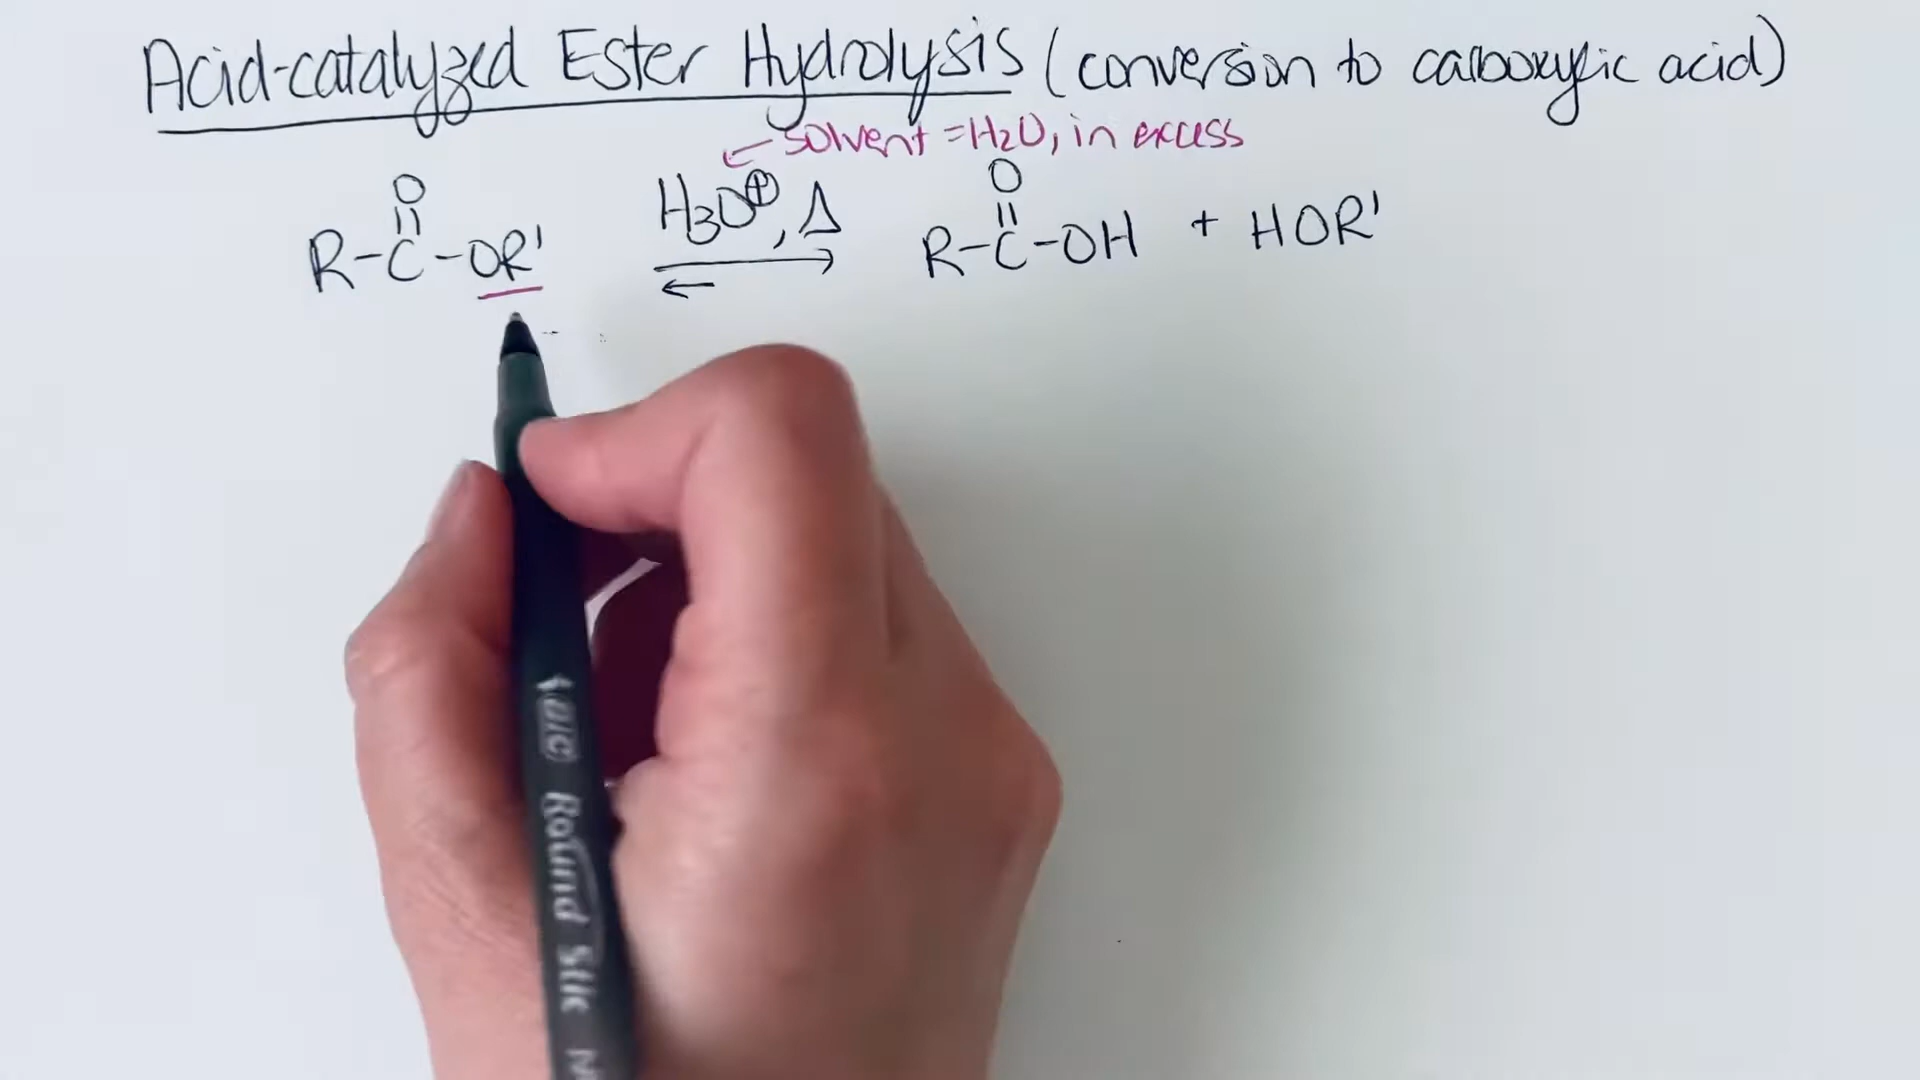 Acid-catalyzed Ester Hydrolysis (conversion to carboxylic acid)
← solvent = H2O, in excess
O O
|| H3O⊕, Δ ||
R-C-OR' ⇌ R-C-OH + HOR'
BIC Round Stic